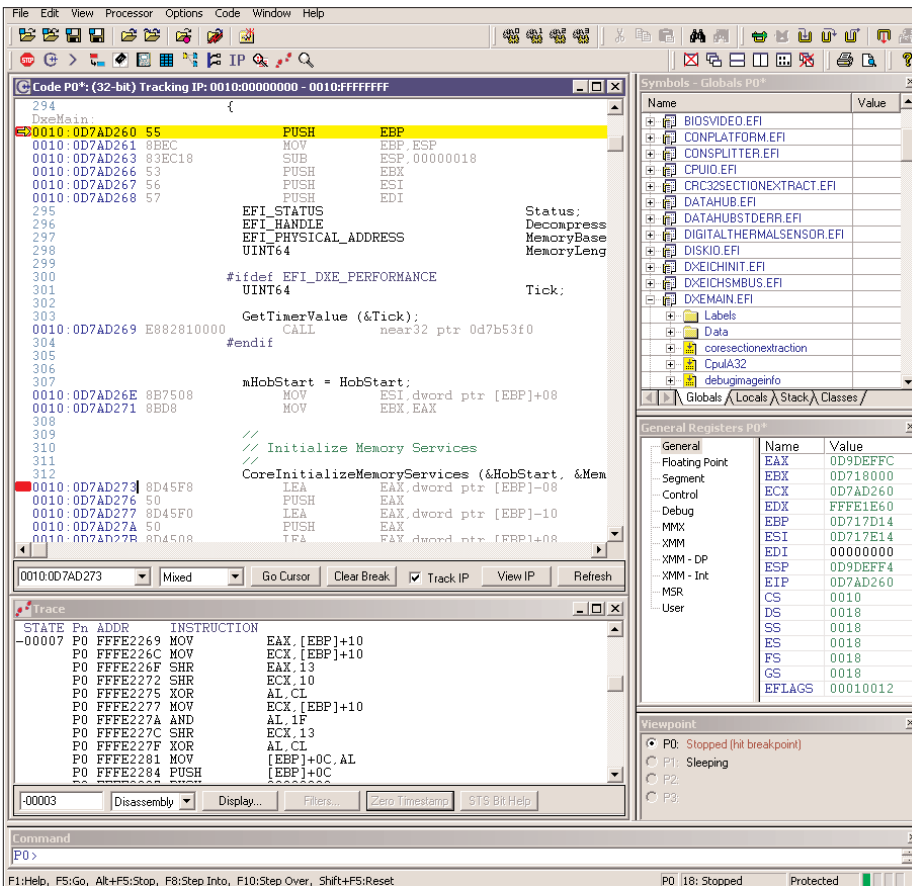 File Edit View Processor Options Code Window Help
IP
Code P0*: (32-bit) Tracking IP: 0010:00000000 - 0010:FFFFFFFF
294 {
DxeMain:
0010:0D7AD260 55 PUSH EBP
0010:0D7AD261 8BEC MOV EBP,ESP
0010:0D7AD263 83EC18 SUB ESP,00000018
0010:0D7AD266 53 PUSH EBX
0010:0D7AD267 56 PUSH ESI
0010:0D7AD268 57 PUSH EDI
295 EFI_STATUS Status;
296 EFI_HANDLE Decompress
297 EFI_PHYSICAL_ADDRESS MemoryBase
298 UINT64 MemoryLeng
299
300 #ifdef EFI_DXE_PERFORMANCE
301 UINT64 Tick;
302
303 GetTimerValue (&Tick);
0010:0D7AD269 E882810000 CALL near32 ptr 0d7b53f0
304 #endif
305
306
307 mHobStart = HobStart;
0010:0D7AD26E 8B7508 MOV ESI,dword ptr [EBP]+08
0010:0D7AD271 8BD8 MOV EBX,EAX
308
309 //
310 // Initialize Memory Services
311 //
312 CoreInitializeMemoryServices (&HobStart, &Mem
0010:0D7AD273 8D45F8 LEA EAX,dword ptr [EBP]-08
0010:0D7AD276 50 PUSH EAX
0010:0D7AD277 8D45F0 LEA EAX,dword ptr [EBP]-10
0010:0D7AD27A 50 PUSH EAX
0010:0D7AD27B 8D4508 LEA EAX,dword ptr [EBP]+08
0010:0D7AD273 Mixed Go Cursor Clear Break Track IP View IP Refresh
Trace
STATE Pn ADDR INSTRUCTION
-00007 P0 FFFE2269 MOV EAX,[EBP]+10
P0 FFFE226C MOV ECX,[EBP]+10
P0 FFFE226F SHR EAX,13
P0 FFFE2272 SHR ECX,10
P0 FFFE2275 XOR AL,CL
P0 FFFE2277 MOV ECX,[EBP]+10
P0 FFFE227A AND AL,1F
P0 FFFE227C SHR ECX,13
P0 FFFE227F XOR AL,CL
P0 FFFE2281 MOV [EBP]+0C,AL
P0 FFFE2284 PUSH [EBP]+0C
-00003 Disassembly Display... Filters... Zero Timestamp STS Bit Help
Symbols - Globals P0*
Name Value
BIOSVIDEO.EFI
CONPLATFORM.EFI
CONSPLITTER.EFI
CPUIO.EFI
CRC32SECTIONEXTRACT.EFI
DATAHUB.EFI
DATAHUBSTDERR.EFI
DIGITALTHERMALSENSOR.EFI
DISKIO.EFI
DXEICHINIT.EFI
DXEICHSMBUS.EFI
DXEMAIN.EFI
Labels
Data
coresectionextraction
CpuIA32
debugimageinfo
Globals Locals Stack Classes
General Registers P0*
General
Floating Point
Segment
Control
Debug
MMX
XMM
XMM - DP
XMM - Int
MSR
User
Name Value
EAX 0D9DEFFC
EBX 0D718000
ECX 0D7AD260
EDX FFFE1E60
EBP 0D717D14
ESI 0D717E14
EDI 00000000
ESP 0D9DEFF4
EIP 0D7AD260
CS 0010
DS 0018
SS 0018
ES 0018
FS 0018
GS 0018
EFLAGS 00010012
Viewpoint
P0: Stopped (hit breakpoint)
P1: Sleeping
P2:
P3:
Command
P0>
F1:Help, F5:Go, Alt+F5:Stop, F8:Step Into, F10:Step Over, Shift+F5:Reset P0 18: Stopped Protected